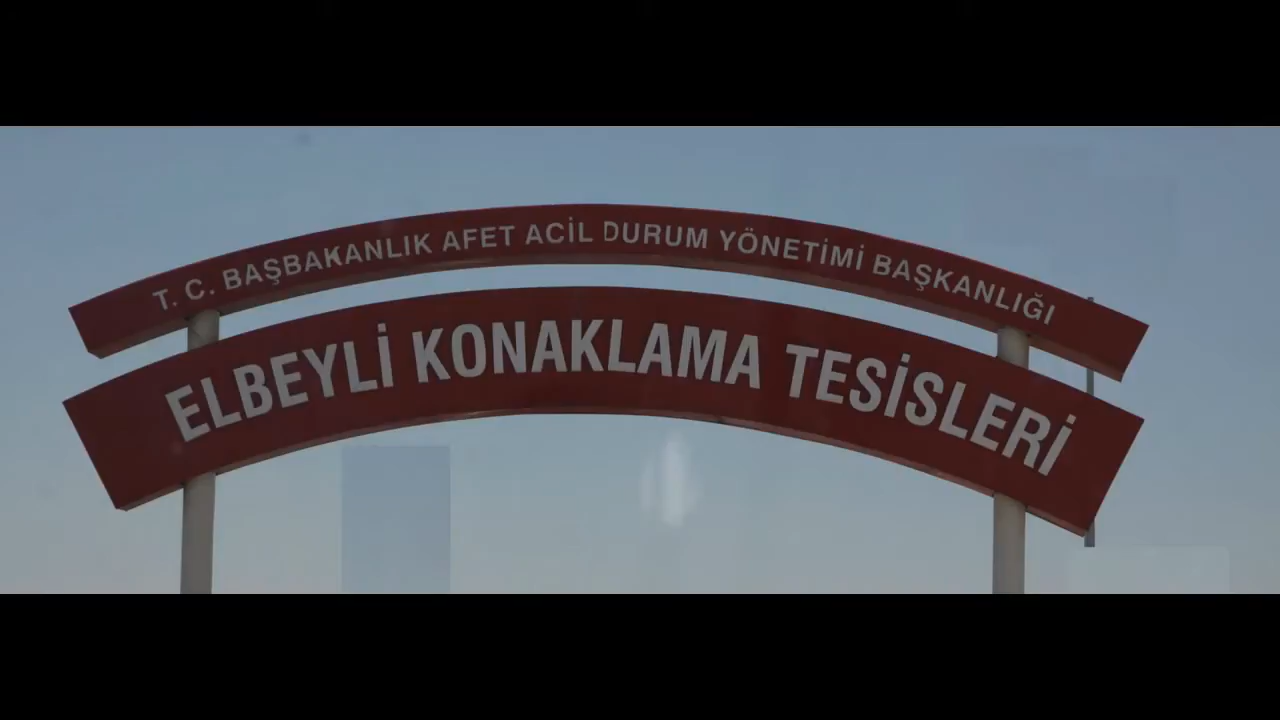 T. C. BAŞBAKANLIK AFET ACİL DURUM YÖNETİMİ BAŞKANLIĞI
ELBEYLİ KONAKLAMA TESİSLERİ